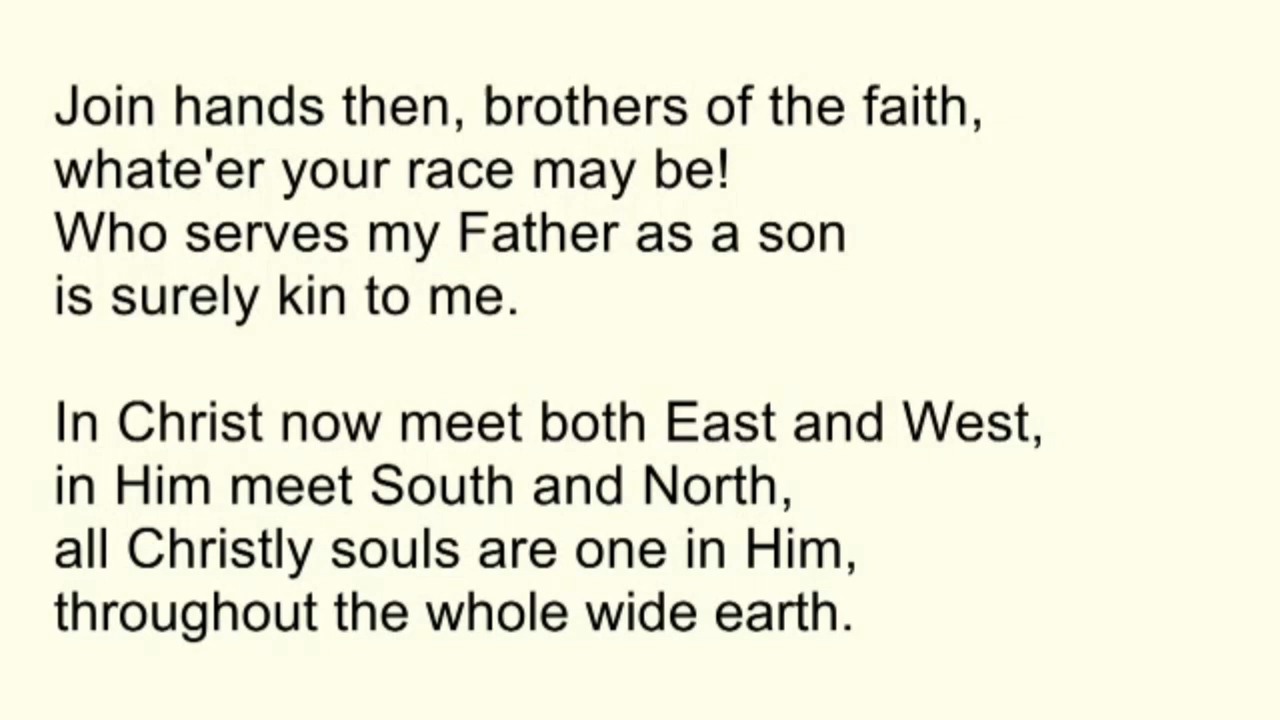 Join hands then, brothers of the faith,
whate'er your race may be!
Who serves my Father as a son
is surely kin to me.
In Christ now meet both East and West,
in Him meet South and North,
all Christly souls are one in Him,
throughout the whole wide earth.